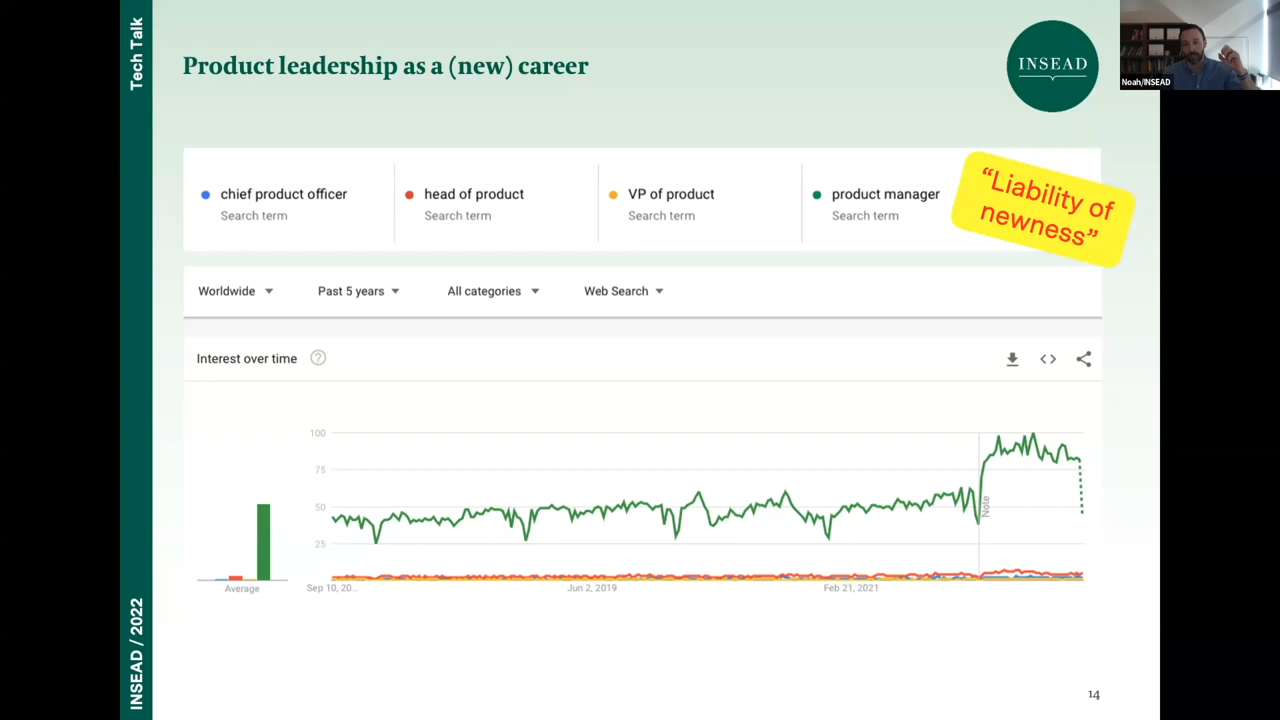 Tech Talk
Product leadership as a (new) career
INSEAD
Noah/INSEAD
chief product officer
Search term
head of product
Search term
VP of product
Search term
product manager
Search term
“Liability of
newness”
Worldwide
Past 5 years
All categories
Web Search
Interest over time
?
100
75
50
25
Note
Average
Sep 10, 20...
Jun 2, 2019
Feb 21, 2021
INSEAD / 2022
14